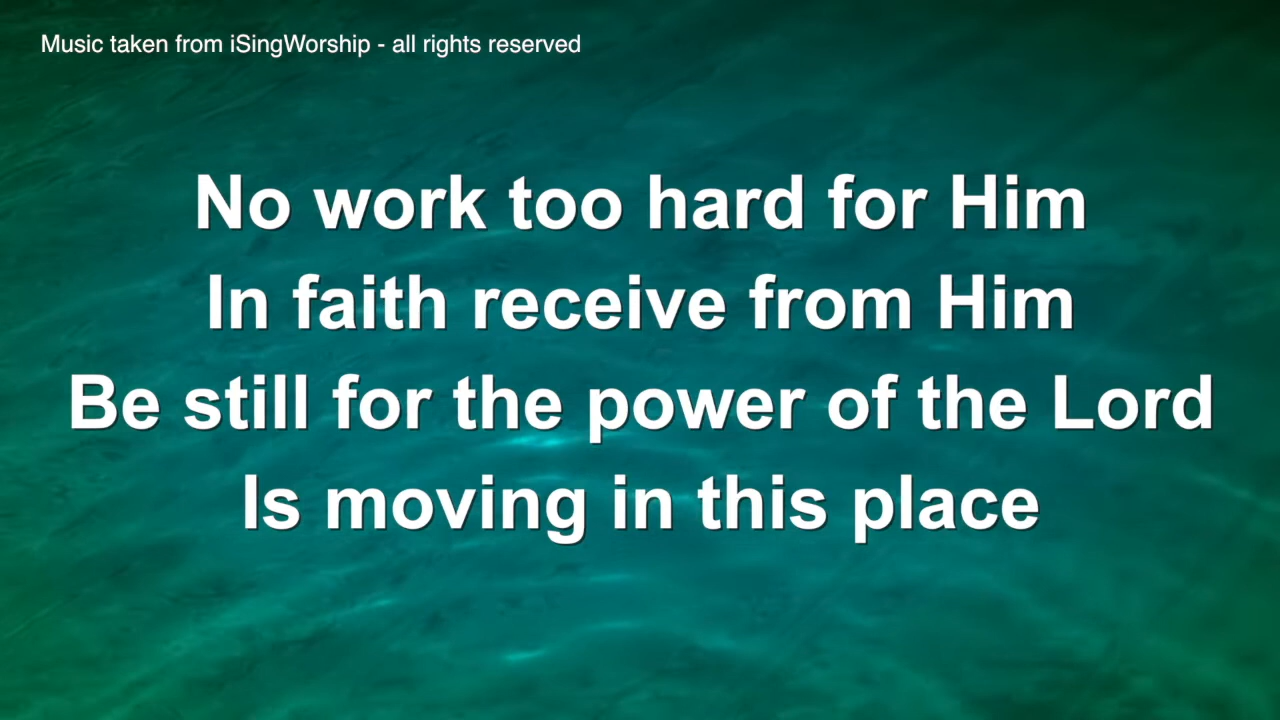 Music taken from iSingWorship - all rights reserved
No work too hard for Him
In faith receive from Him
Be still for the power of the Lord
Is moving in this place